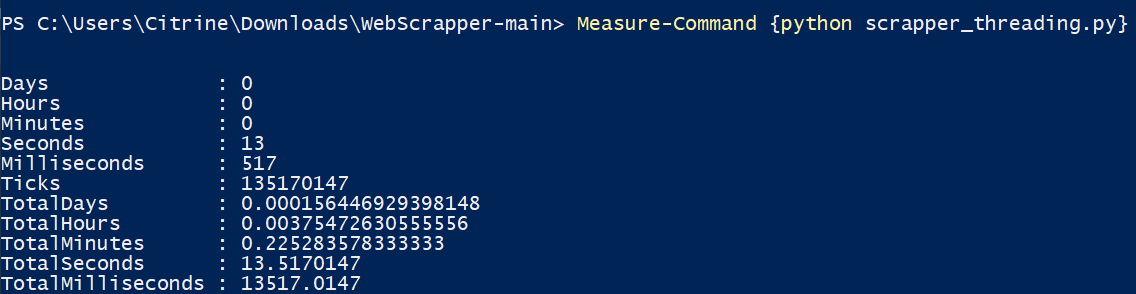 PS C:\Users\Citrine\Downloads\WebScrapper-main> Measure-Command {python scrapper_threading.py}
Days : 0
Hours : 0
Minutes : 0
Seconds : 13
Milliseconds : 517
Ticks : 135170147
TotalDays : 0.000156446929398148
TotalHours : 0.00375472630555556
TotalMinutes : 0.225283578333333
TotalSeconds : 13.5170147
TotalMilliseconds : 13517.0147